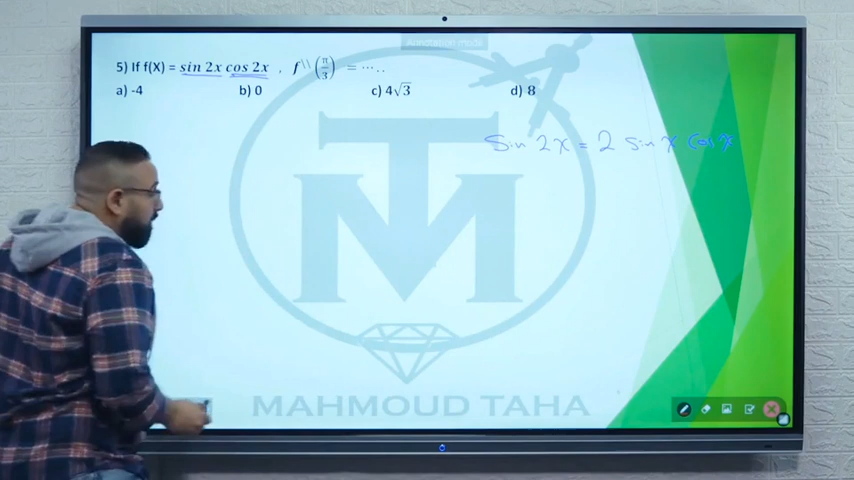 Annotation mode
5) If f(X) = sin 2x cos 2x , f\\ (π/3) = ....
a) -4 b) 0 c) 4√3 d) 8
Sin 2x = 2 sin x cos x
TM
MAHMOUD TAHA